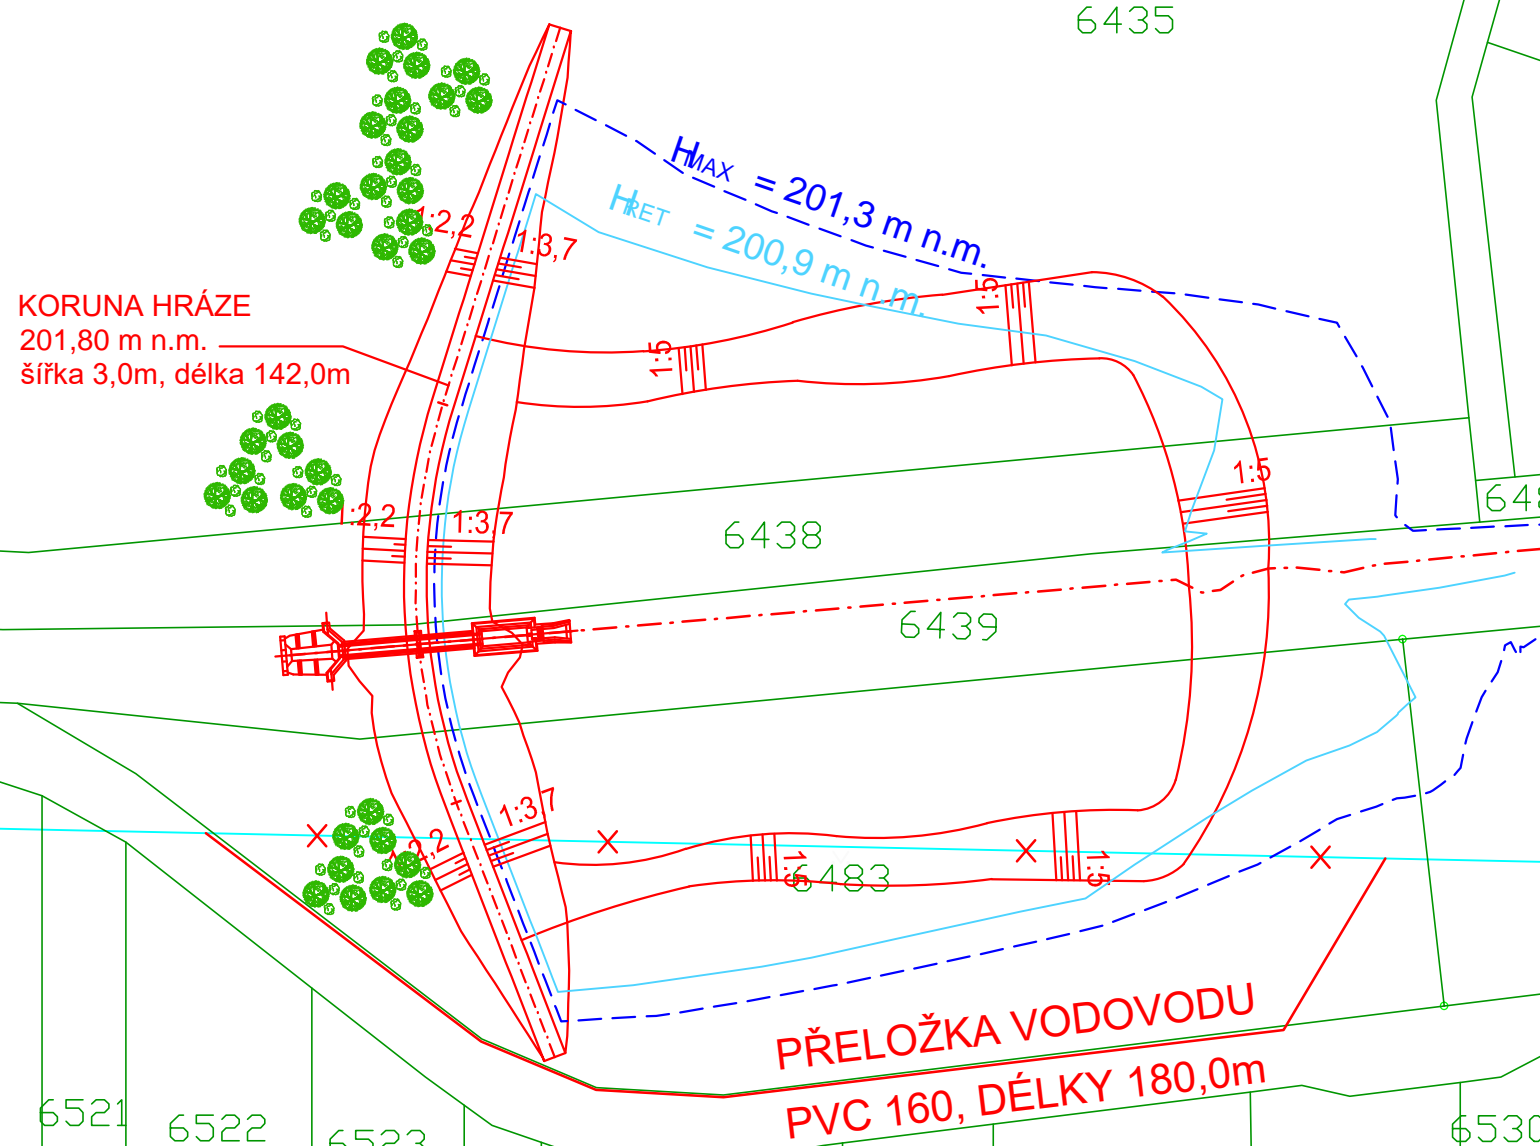 6435
HMAX = 201,3 m n.m.
HRET = 200,9 m n.m.
1:2,2
1:3,7
KORUNA HRÁZE
201,80 m n.m.
šířka 3,0m, délka 142,0m
1:5
1:5
1:5
1:2,2
1:3,7
6438
6439
1:3,7
1:5
6483
1:5
PŘELOŽKA VODOVODU
PVC 160, DÉLKY 180,0m
6521
6522
6523
6530